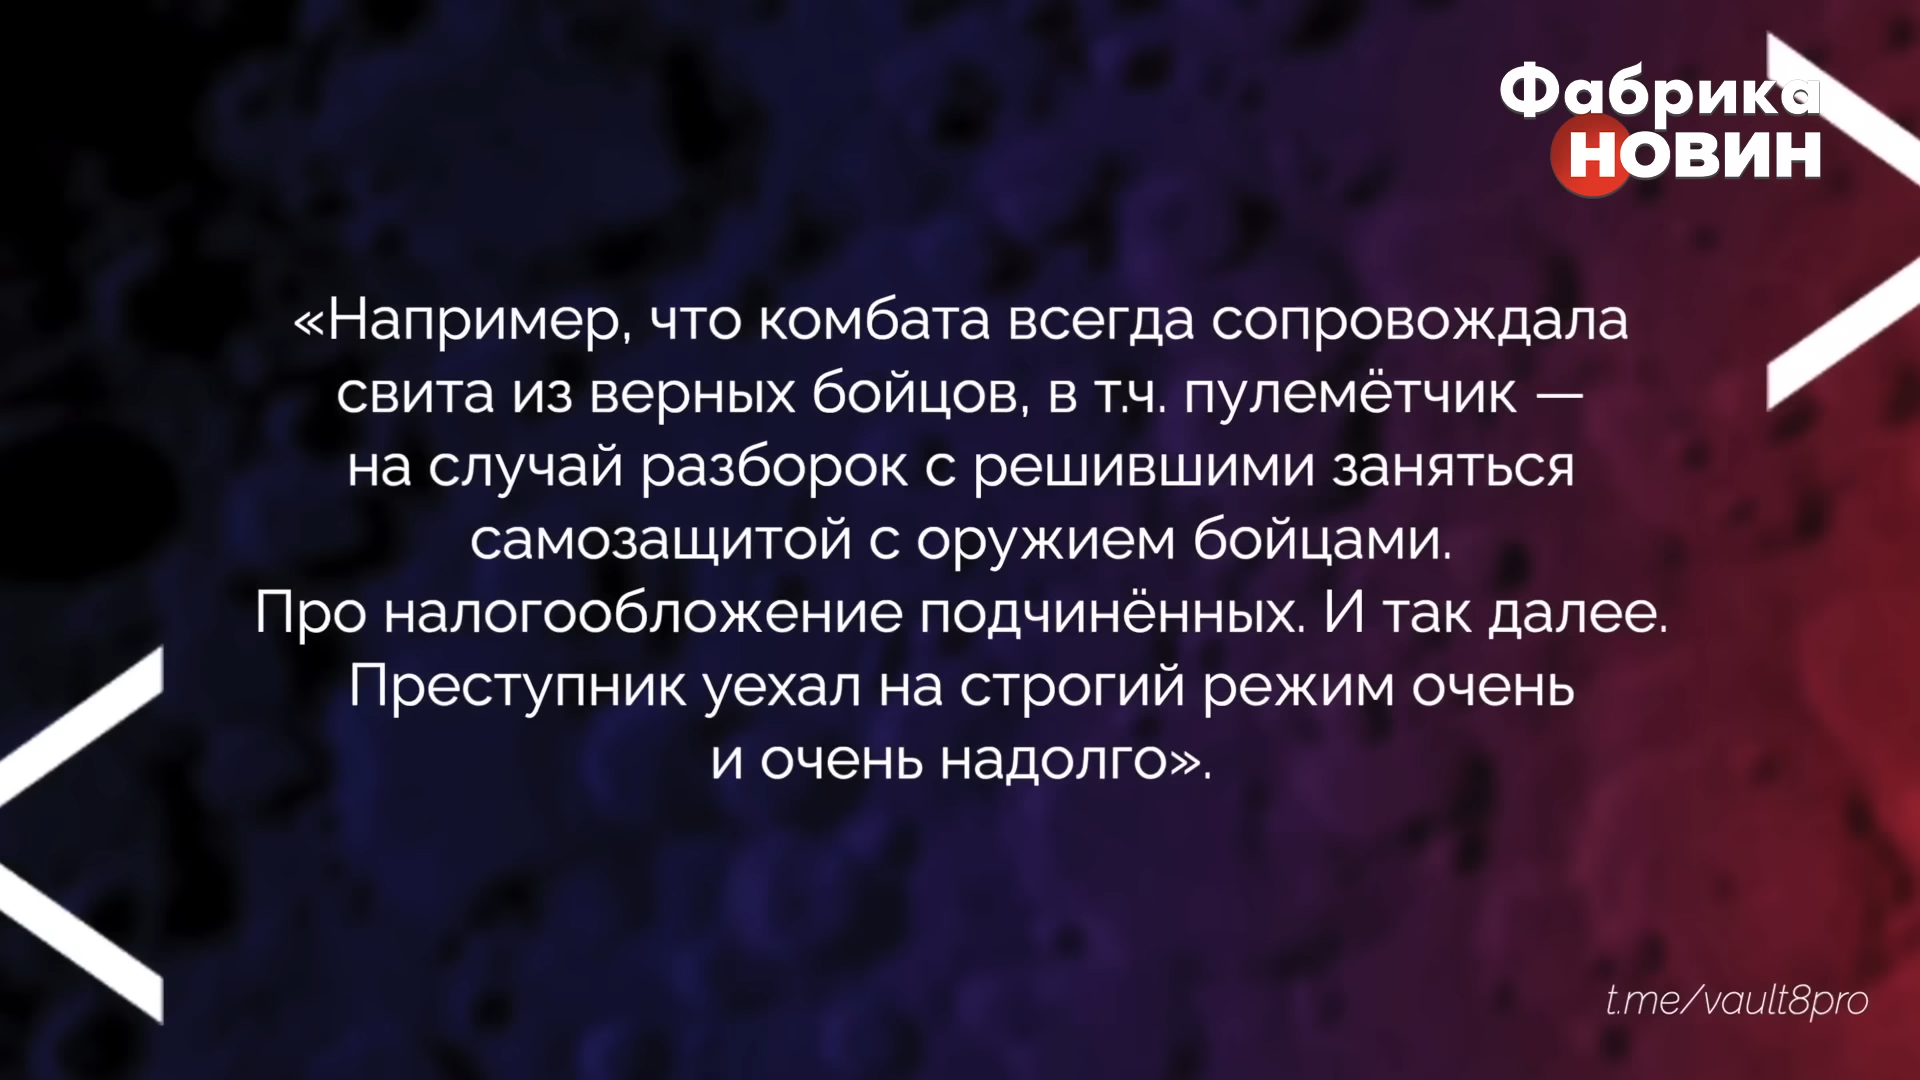 Фабрика
НОВИН
«Например, что комбата всегда сопровождала
свита из верных бойцов, в т.ч. пулемётчик —
на случай разборок с решившими заняться
самозащитой с оружием бойцами.
Про налогообложение подчинённых. И так далее.
Преступник уехал на строгий режим очень
и очень надолго».
t.me/vault8pro